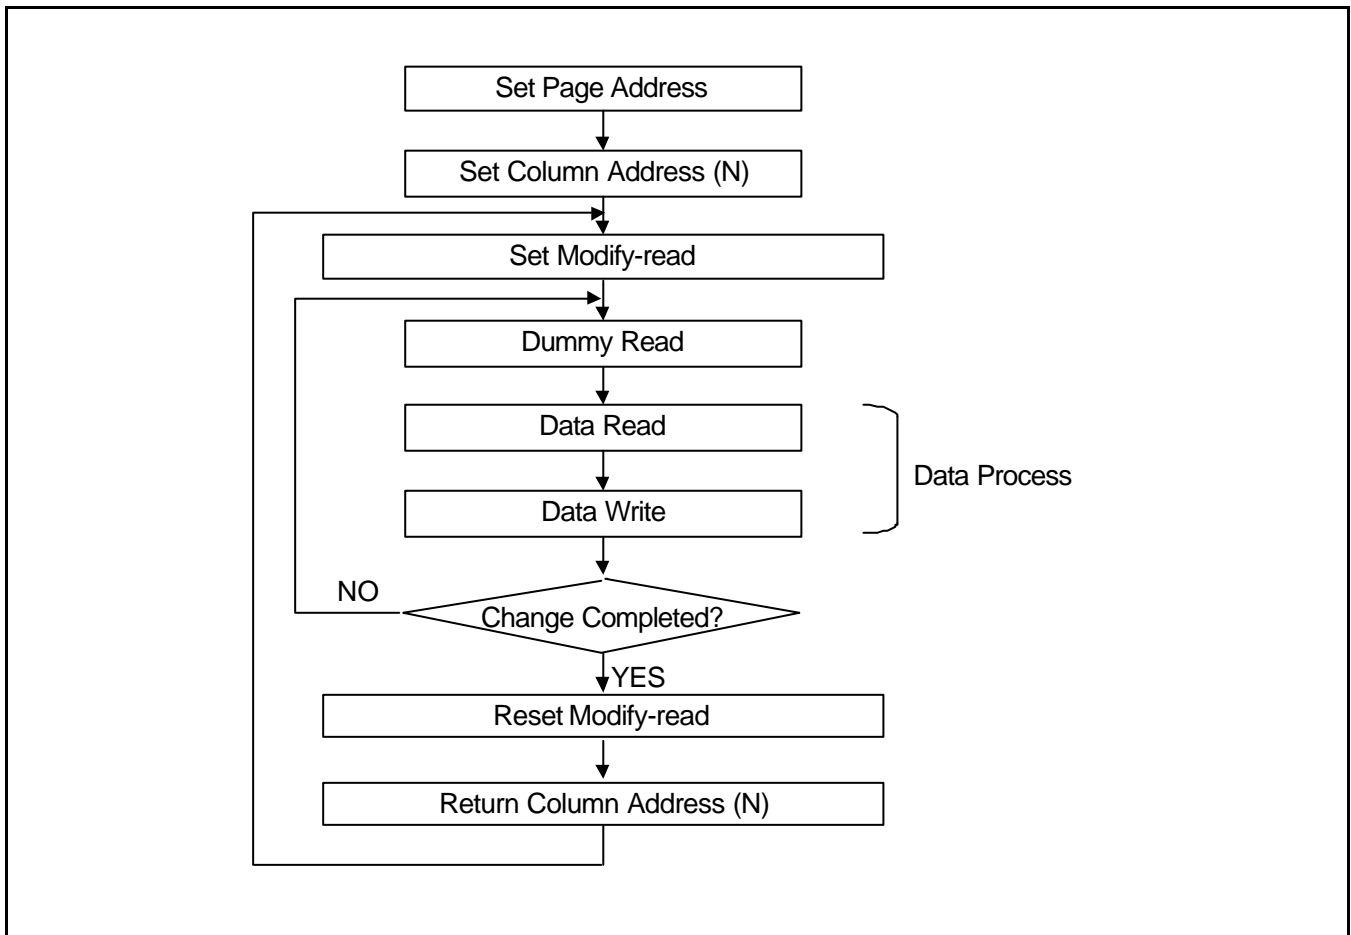 Set Page Address
Set Column Address (N)
Set Modify-read
Dummy Read
Data Read
Data Process
Data Write
NO
Change Completed?
YES
Reset Modify-read
Return Column Address (N)